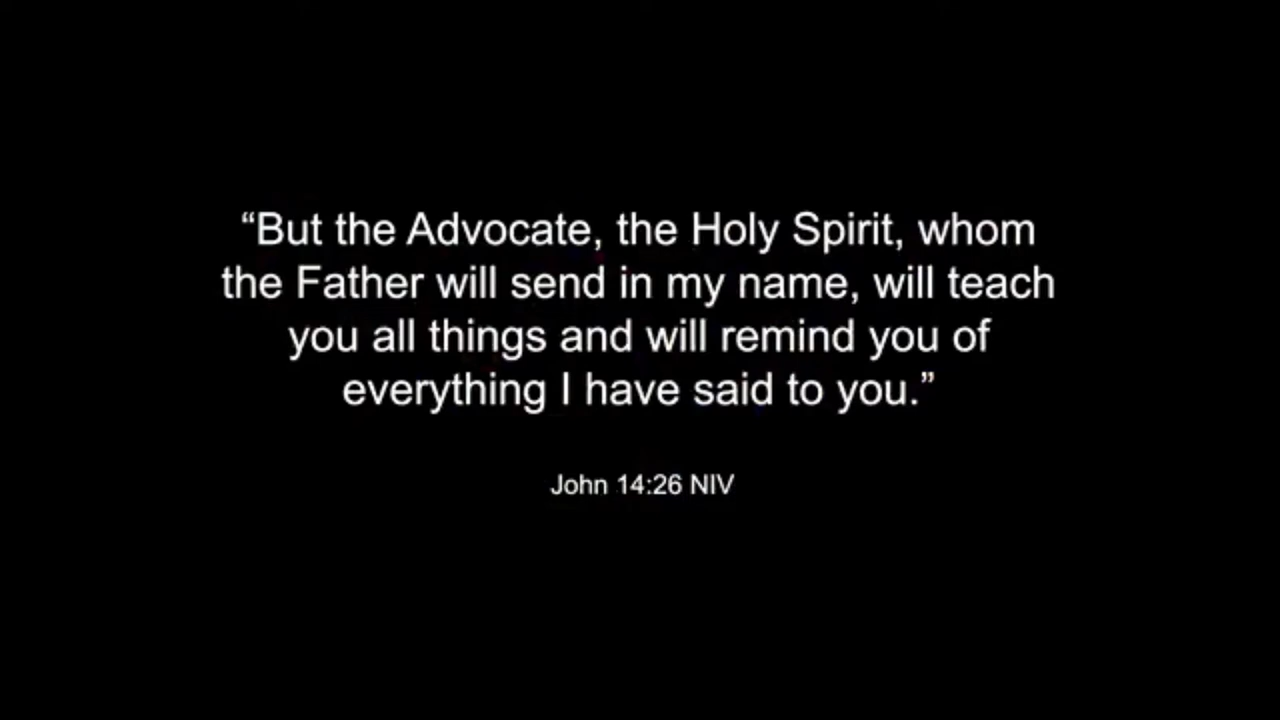 “But the Advocate, the Holy Spirit, whom
the Father will send in my name, will teach
you all things and will remind you of
everything I have said to you.”
John 14:26 NIV